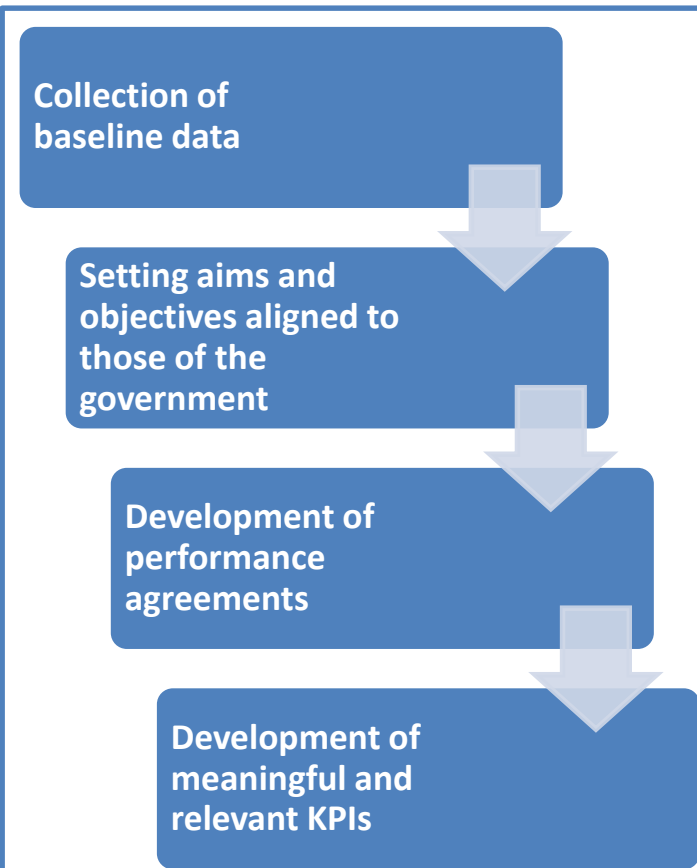 Collection of
baseline data
Setting aims and
objectives aligned to
those of the
government
Development of
performance
agreements
Development of
meaningful and
relevant KPIs